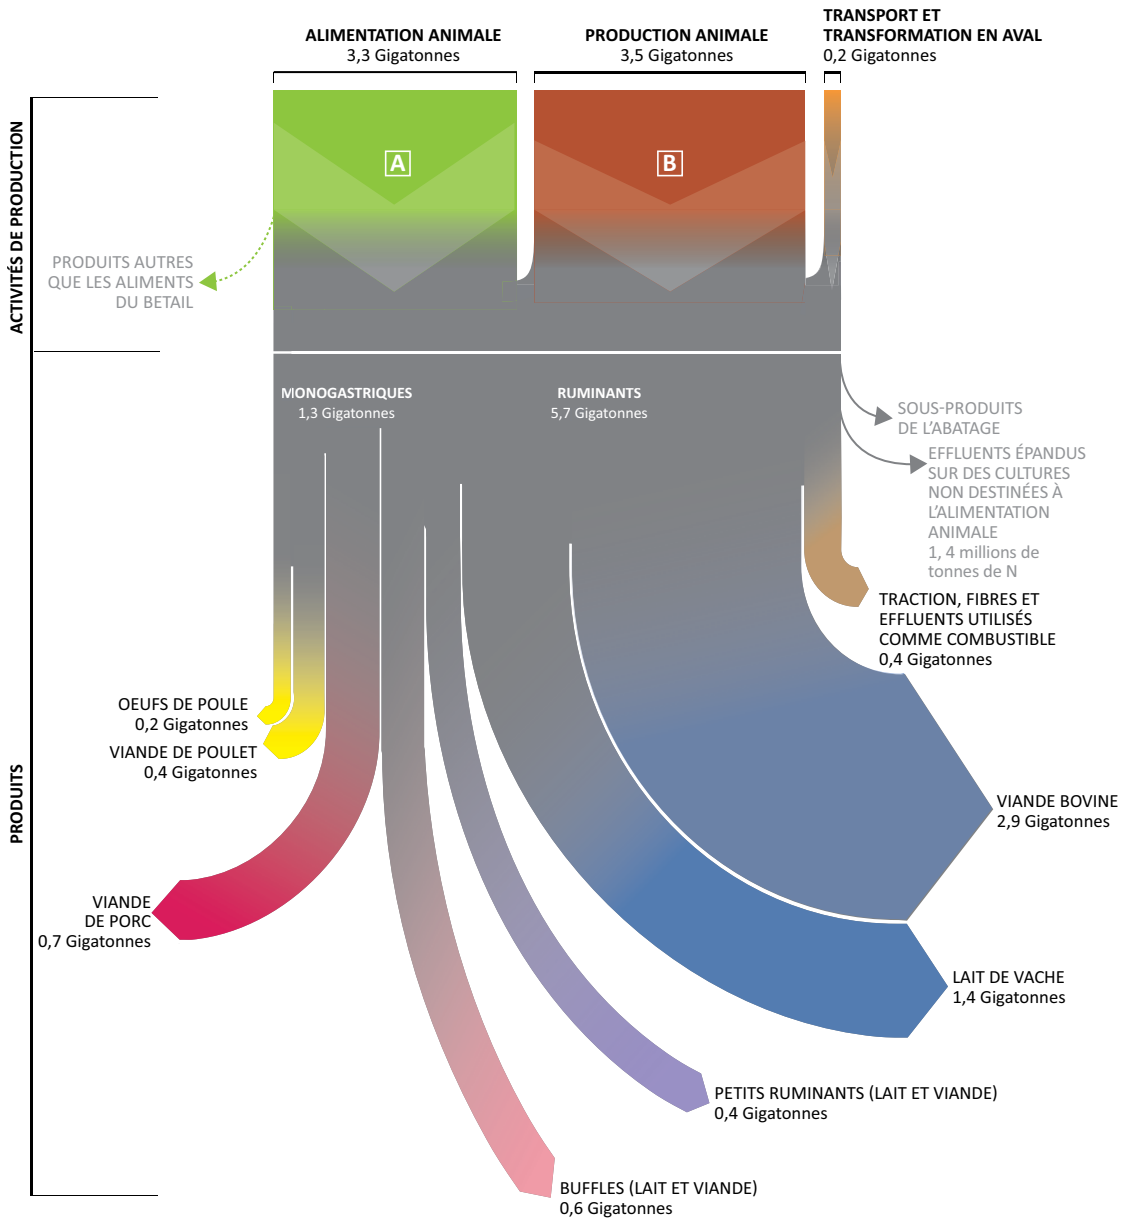 ALIMENTATION ANIMALE
3,3 Gigatonnes
PRODUCTION ANIMALE
3,5 Gigatonnes
TRANSPORT ET
TRANSFORMATION EN AVAL
0,2 Gigatonnes
ACTIVITÉS DE PRODUCTION
A
B
PRODUITS AUTRES
QUE LES ALIMENTS
DU BETAIL
MONOGASTRIQUES
1,3 Gigatonnes
RUMINANTS
5,7 Gigatonnes
SOUS-PRODUITS
DE L’ABATAGE
EFFLUENTS ÉPANDUS
SUR DES CULTURES
NON DESTINÉES À
L’ALIMENTATION
ANIMALE
1, 4 millions de
tonnes de N
TRACTION, FIBRES ET
EFFLUENTS UTILISÉS
COMME COMBUSTIBLE
0,4 Gigatonnes
PRODUITS
OEUFS DE POULE
0,2 Gigatonnes
VIANDE DE POULET
0,4 Gigatonnes
VIANDE BOVINE
2,9 Gigatonnes
VIANDE
DE PORC
0,7 Gigatonnes
LAIT DE VACHE
1,4 Gigatonnes
PETITS RUMINANTS (LAIT ET VIANDE)
0,4 Gigatonnes
BUFFLES (LAIT ET VIANDE)
0,6 Gigatonnes